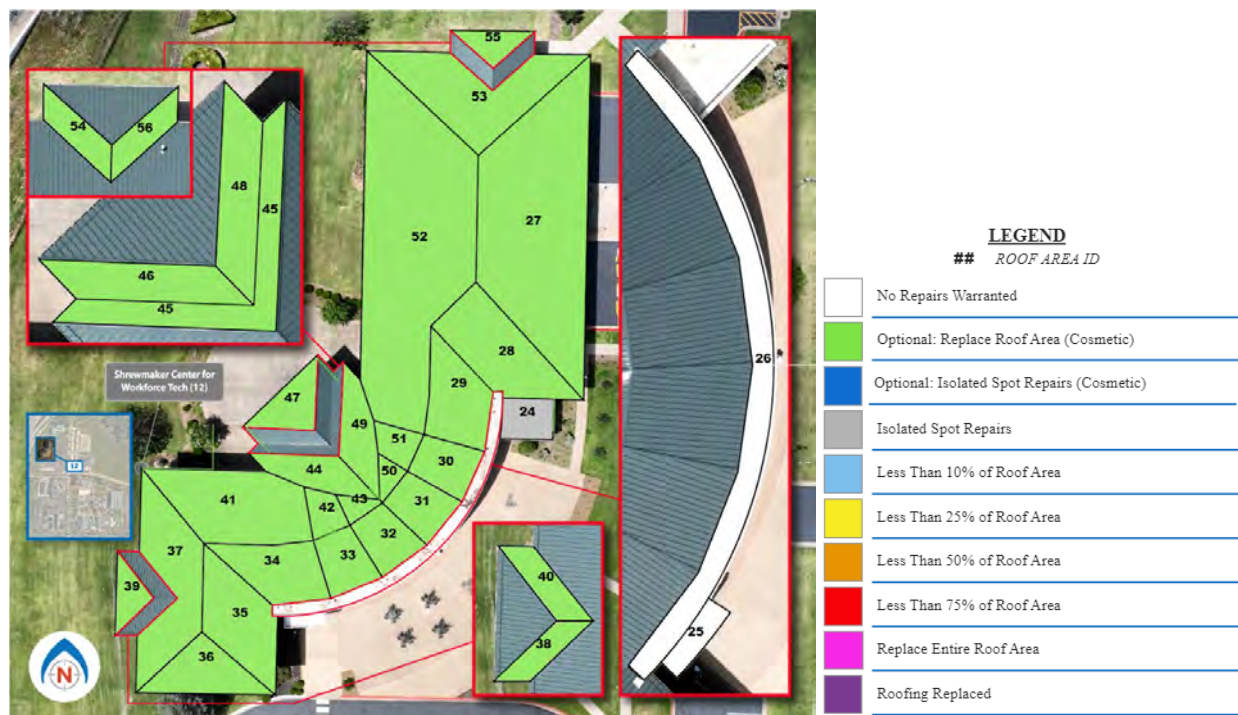 55
53
54
56
48
45
46
45
52
27
28
29
26
47
49
24
51
30
50
44
31
41
42
43
32
33
37
34
39
35
36
40
38
25
Shrewmaker Center for
Workforce Tech (12)
12
N
LEGEND
## ROOF AREA ID
No Repairs Warranted
Optional: Replace Roof Area (Cosmetic)
Optional: Isolated Spot Repairs (Cosmetic)
Isolated Spot Repairs
Less Than 10% of Roof Area
Less Than 25% of Roof Area
Less Than 50% of Roof Area
Less Than 75% of Roof Area
Replace Entire Roof Area
Roofing Replaced